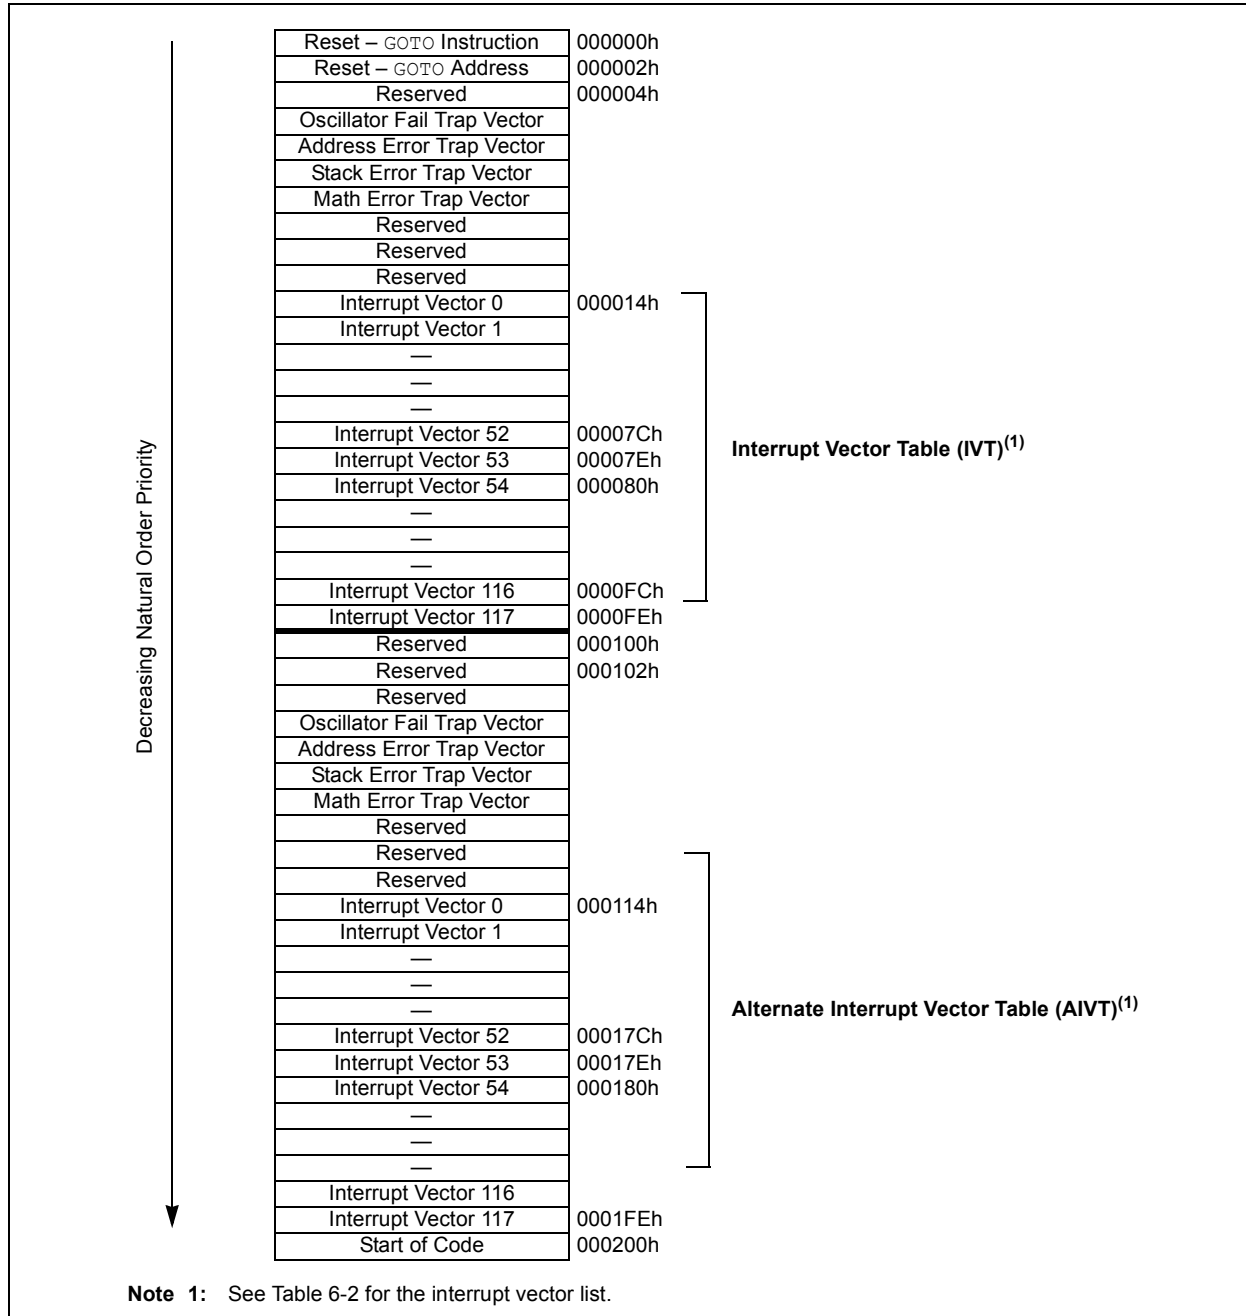 Reset – GOTO Instruction 000000h
Reset – GOTO Address 000002h
Reserved 000004h
Oscillator Fail Trap Vector
Address Error Trap Vector
Stack Error Trap Vector
Math Error Trap Vector
Reserved
Reserved
Reserved
Interrupt Vector 0 000014h
Interrupt Vector 1
—
—
—
Interrupt Vector 52 00007Ch
Interrupt Vector 53 00007Eh
Interrupt Vector 54 000080h
—
—
—
Interrupt Vector 116 0000FCh
Interrupt Vector 117 0000FEh
Reserved 000100h
Reserved 000102h
Reserved
Oscillator Fail Trap Vector
Address Error Trap Vector
Stack Error Trap Vector
Math Error Trap Vector
Reserved
Reserved
Reserved
Interrupt Vector 0 000114h
Interrupt Vector 1
—
—
—
Interrupt Vector 52 00017Ch
Interrupt Vector 53 00017Eh
Interrupt Vector 54 000180h
—
—
—
Interrupt Vector 116
Interrupt Vector 117 0001FEh
Start of Code 000200h
Decreasing Natural Order Priority
Interrupt Vector Table (IVT)(1)
Alternate Interrupt Vector Table (AIVT)(1)
Note 1: See Table 6-2 for the interrupt vector list.